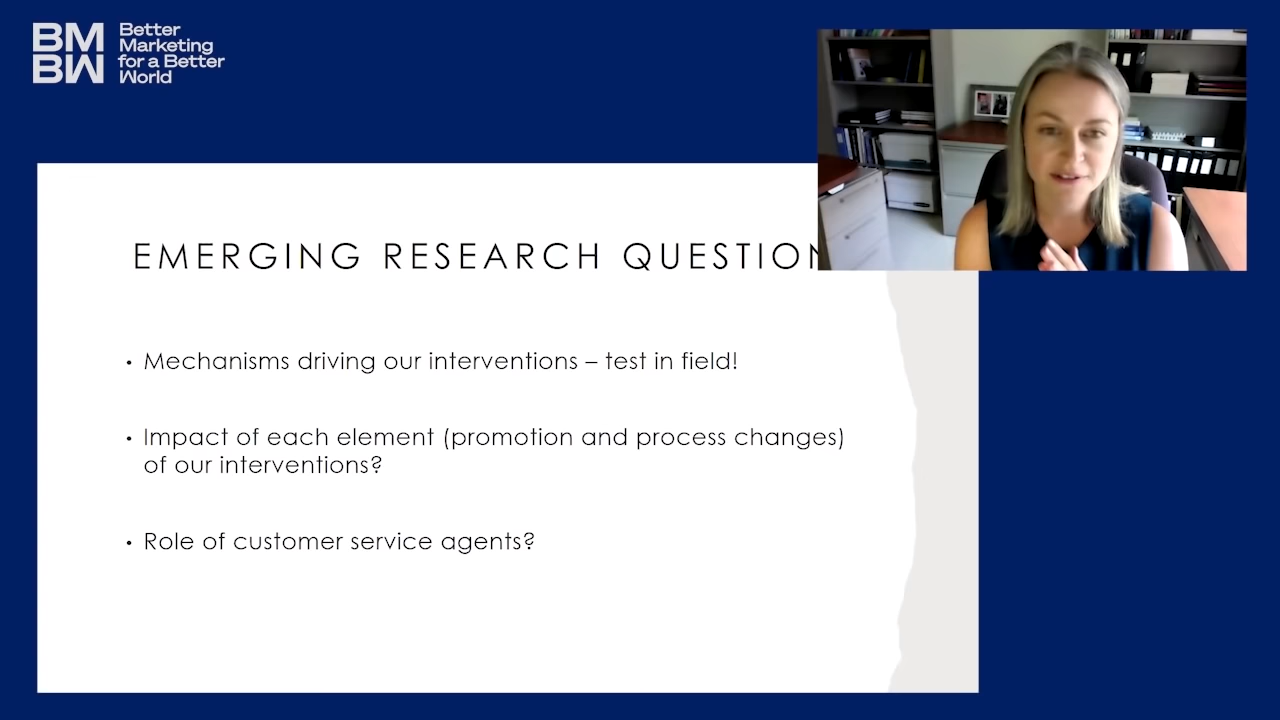 BM
BW
Better
Marketing
for a Better
World
EMERGING RESEARCH QUESTION
• Mechanisms driving our interventions – test in field!
• Impact of each element (promotion and process changes)
of our interventions?
• Role of customer service agents?